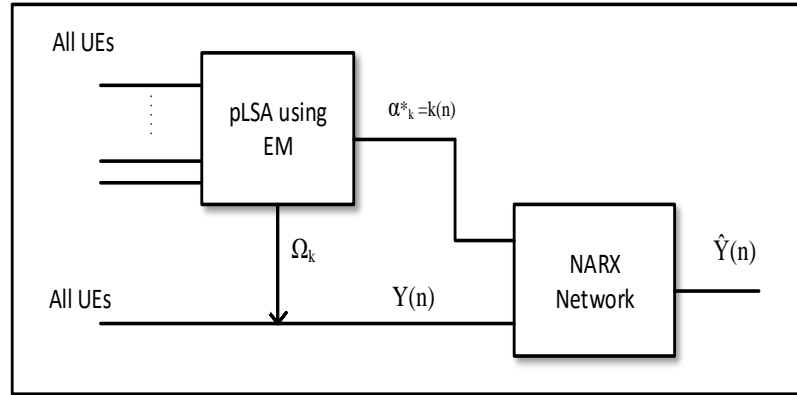 All UEs
pLSA using
EM
α*ₖ =k(n)
Ωₖ
NARX
Network
Ŷ(n)
All UEs
Y(n)